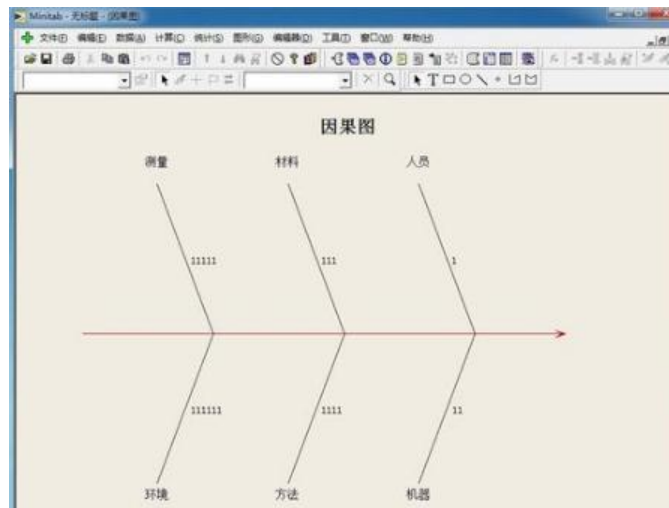 Minitab - 无标题 - [因果图]
文件(F) 编辑(E) 数据(A) 计算(C) 统计(S) 图形(G) 编辑器(D) 工具(T) 窗口(W) 帮助(H)
因果图
测量 材料 人员
11111 111 1
111111 1111 11
环境 方法 机器